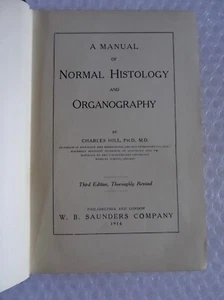 A MANUAL
OF
NORMAL HISTOLOGY
AND
ORGANOGRAPHY
BY
CHARLES HILL, PH.D., M.D.
Third Edition, Thoroughly Revised
PHILADELPHIA AND LONDON
W. B. SAUNDERS COMPANY
1914